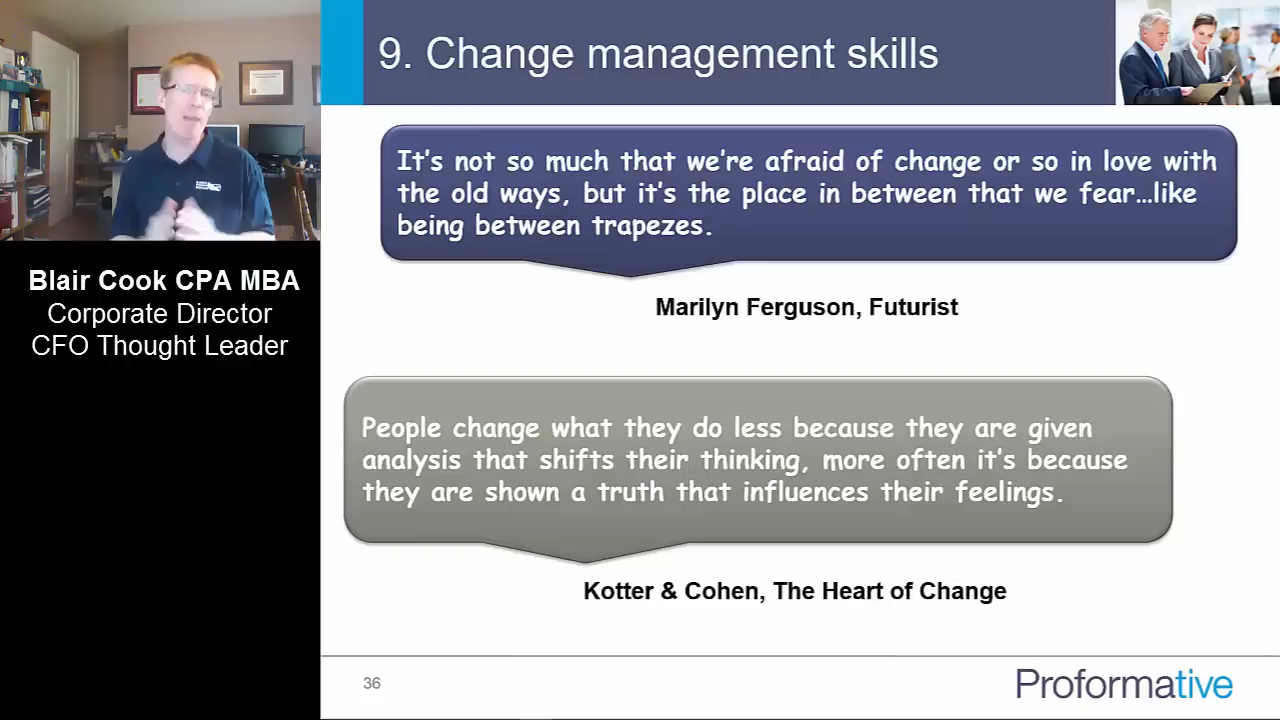 9. Change management skills
It's not so much that we're afraid of change or so in love with
the old ways, but it's the place in between that we fear…like
being between trapezes.
Marilyn Ferguson, Futurist
Blair Cook CPA MBA
Corporate Director
CFO Thought Leader
People change what they do less because they are given
analysis that shifts their thinking, more often it's because
they are shown a truth that influences their feelings.
Kotter & Cohen, The Heart of Change
36
Proformative